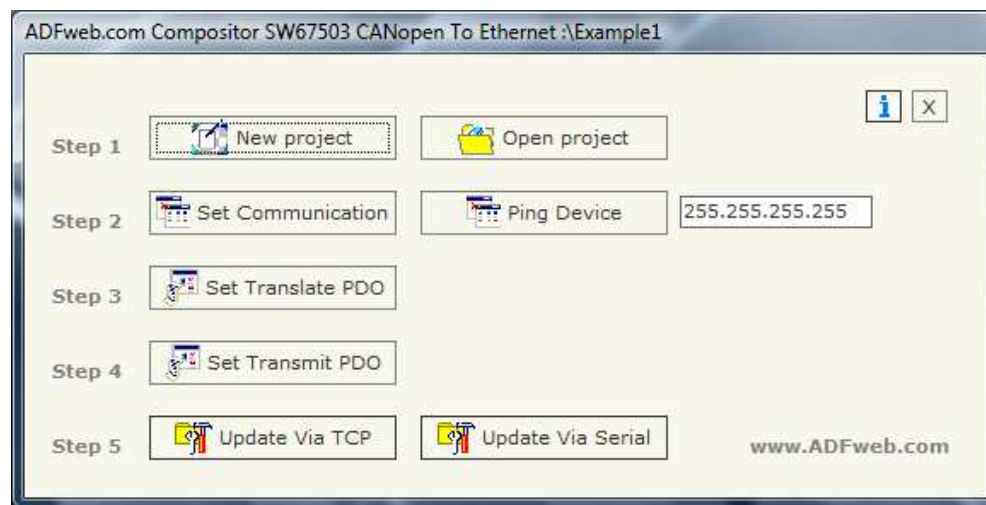 ADFweb.com Compositor SW67503 CANopen To Ethernet :\Example1
i X
Step 1 New project Open project
Step 2 Set Communication Ping Device 255.255.255.255
Step 3 Set Translate PDO
Step 4 Set Transmit PDO
Step 5 Update Via TCP Update Via Serial www.ADFweb.com